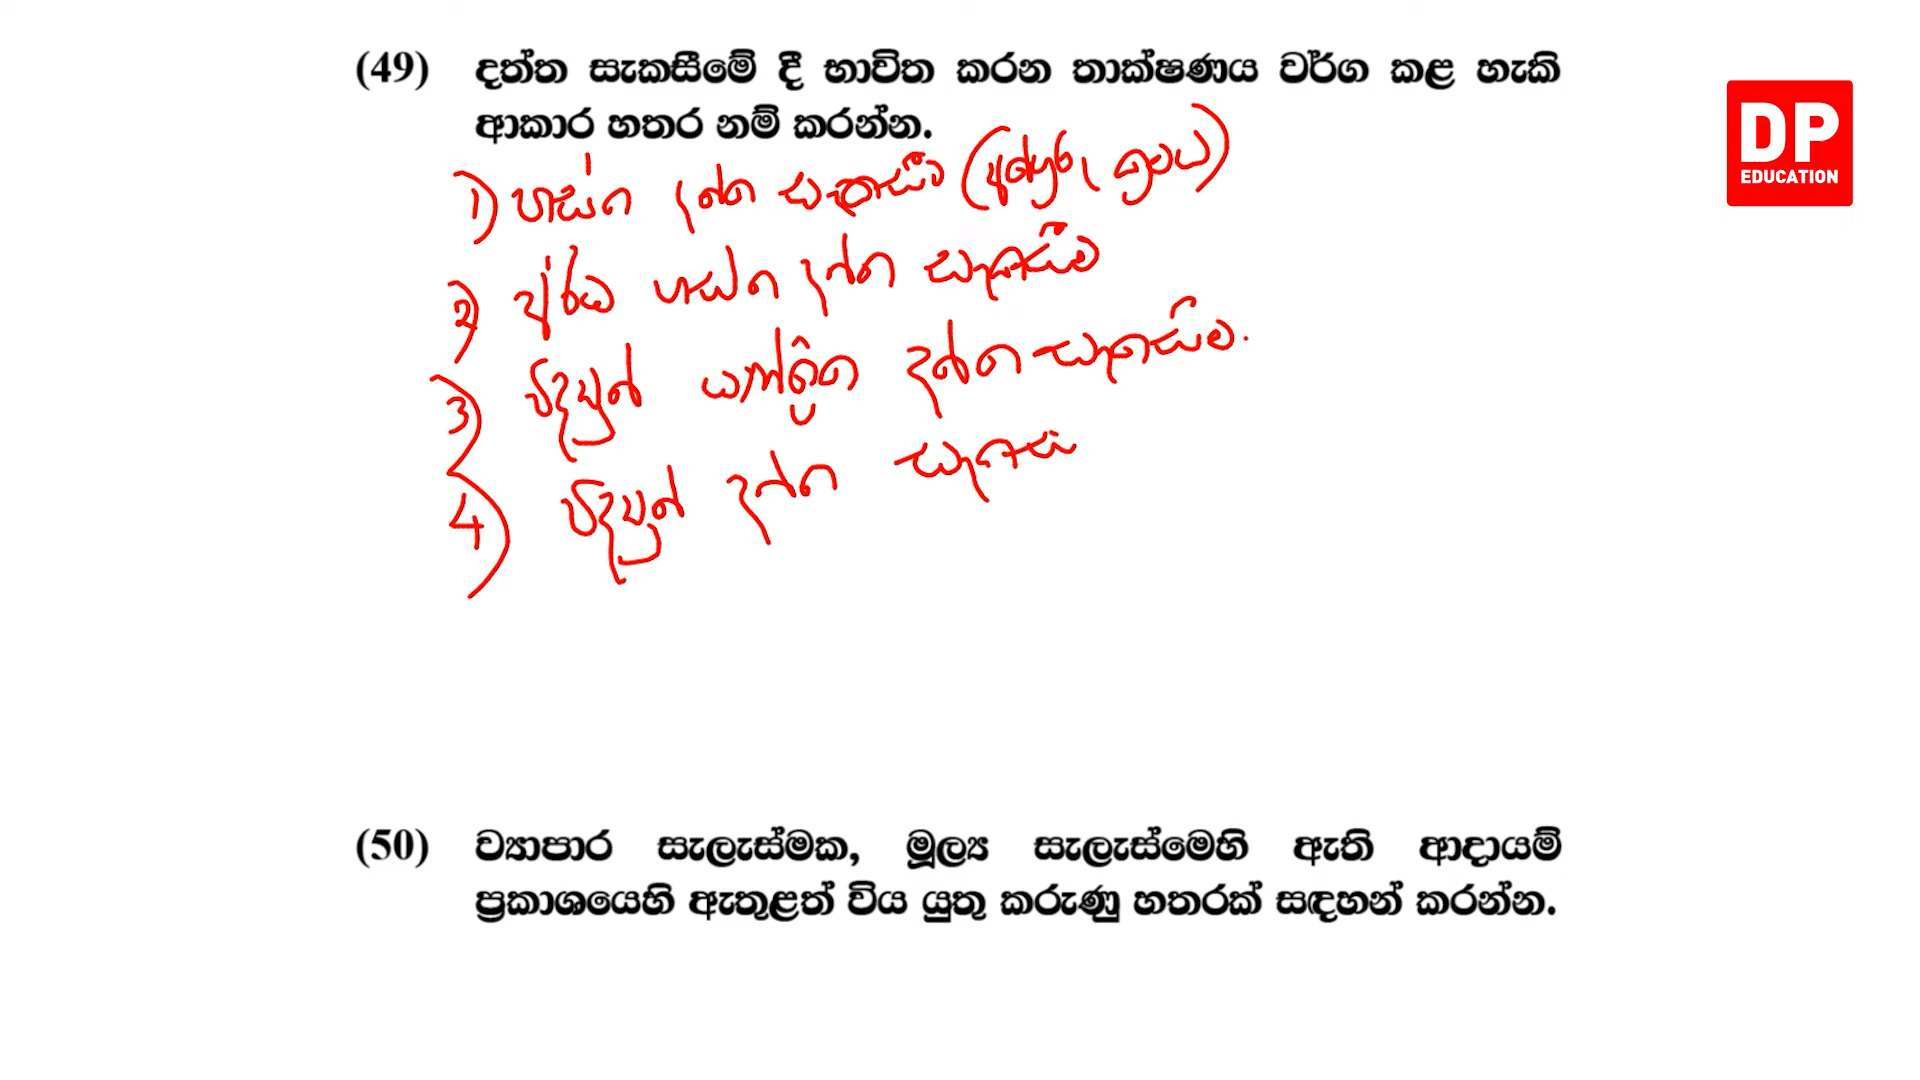 (49) දත්ත සැකසීමේ දී භාවිත කරන තාක්ෂණය වර්ග කළ හැකි
ආකාර හතර නම් කරන්න.
DP
EDUCATION
1) හස්ත දත්ත සැකසීම
2) අර්ධ හස්ත දත්ත සැකසීම
3) විද්‍යුත් යාන්ත්‍රික දත්ත සැකසීම.
4) විද්‍යුත් දත්ත සැකසී
(50) ව්‍යාපාර සැලැස්මක, මූල්‍ය සැලැස්මෙහි ඇති ආදායම්
ප්‍රකාශයෙහි ඇතුළත් විය යුතු කරුණු හතරක් සඳහන් කරන්න.